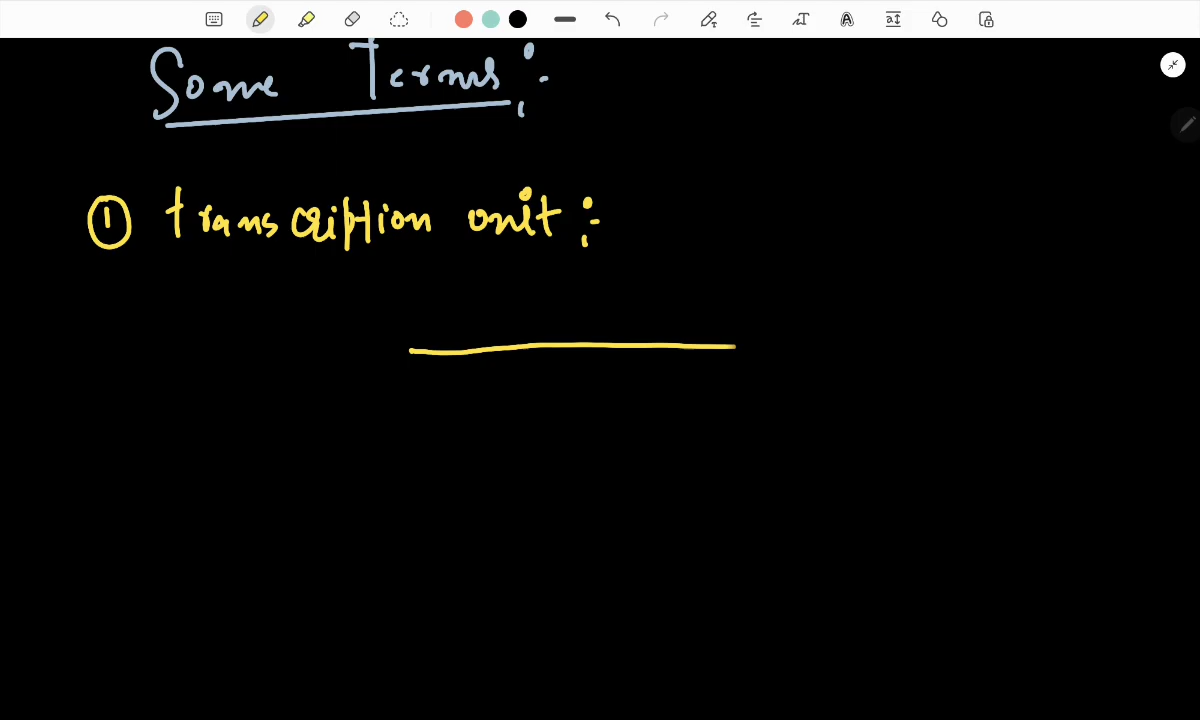 Some Terms :-
① transcription unit :-